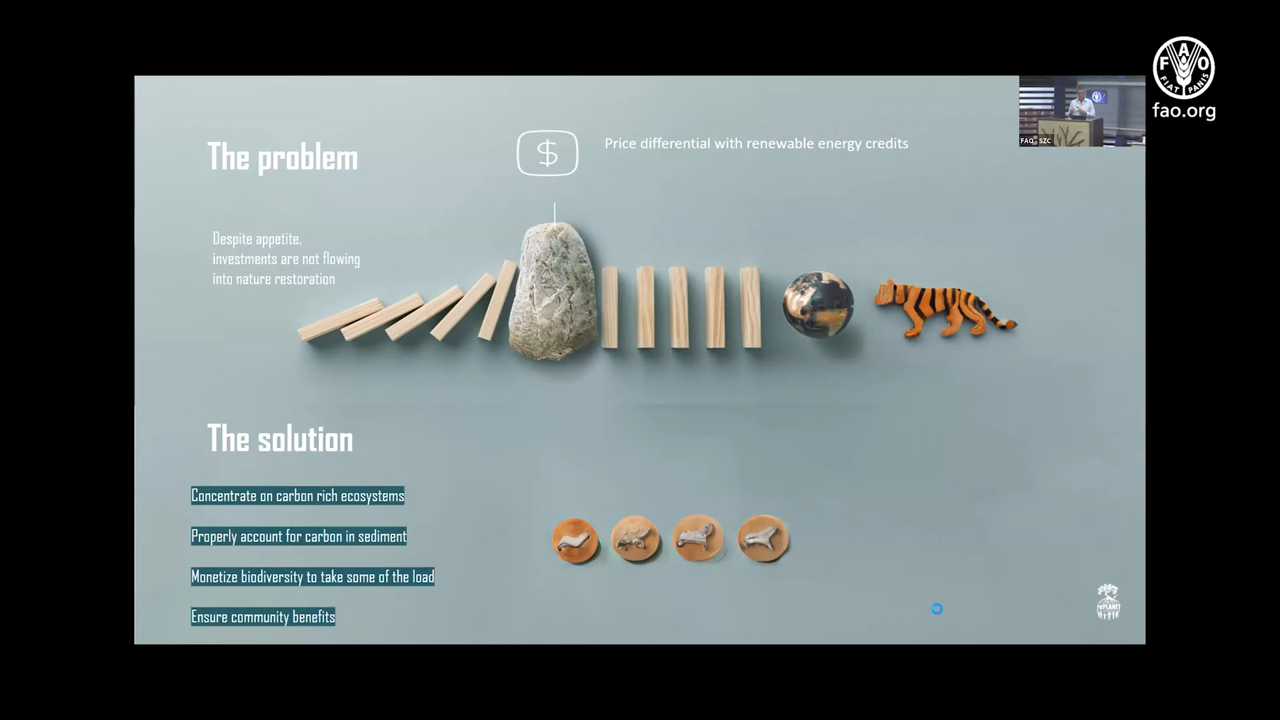 The problem
$
Price differential with renewable energy credits
Despite appetite,
investments are not flowing
into nature restoration
The solution
Concentrate on carbon rich ecosystems
Properly account for carbon in sediment
Monetize biodiversity to take some of the load
Ensure community benefits
F A O
FIAT PANIS
fao.org
rePLANET